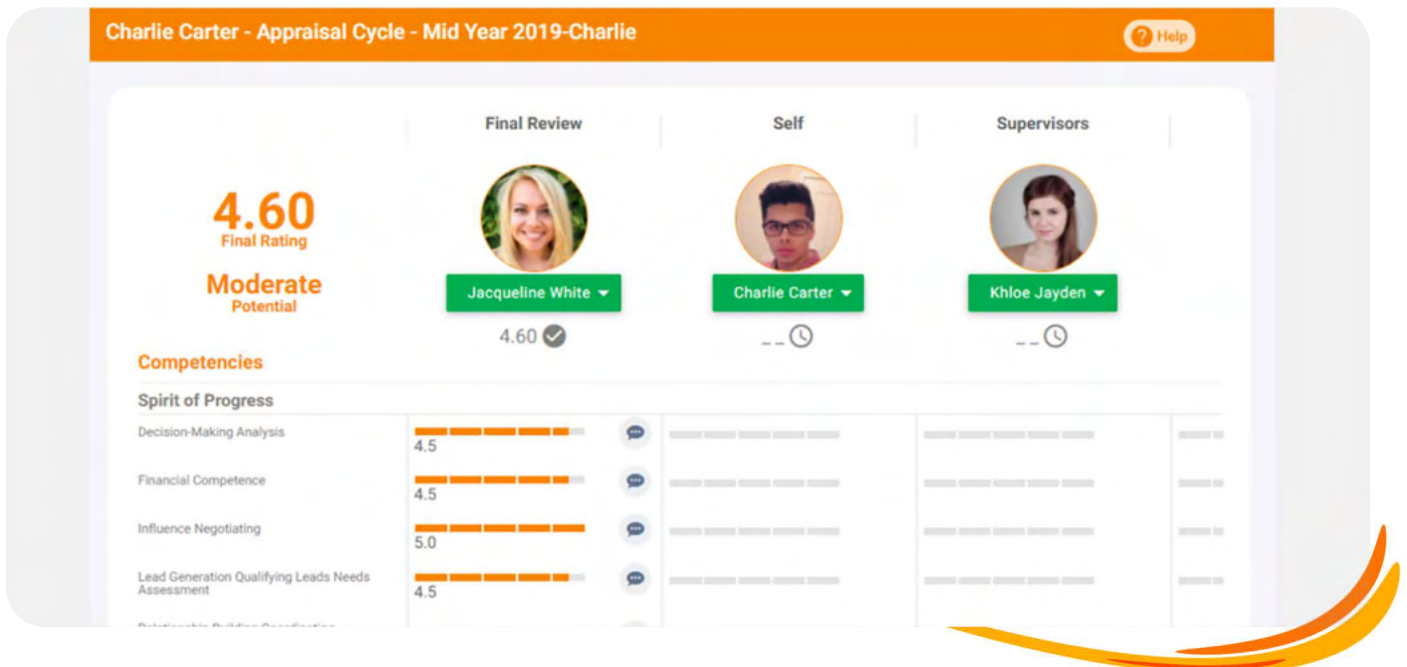 Charlie Carter - Appraisal Cycle - Mid Year 2019-Charlie
? Help
Final Review
Self
Supervisors
4.60
Final Rating
Moderate
Potential
Jacqueline White
Charlie Carter
Khloe Jayden
4.60
_ _
_ _
Competencies
Spirit of Progress
Decision-Making Analysis
4.5
Financial Competence
4.5
Influence Negotiating
5.0
Lead Generation Qualifying Leads Needs
Assessment
4.5